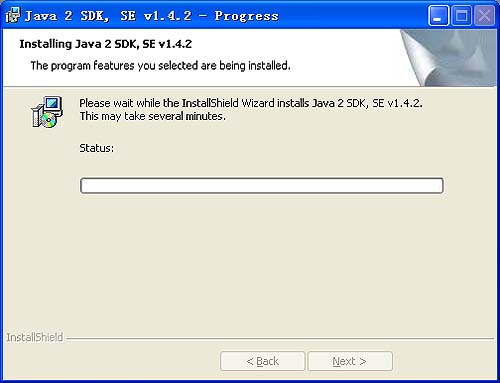 Java 2 SDK, SE v1.4.2 - Progress
Installing Java 2 SDK, SE v1.4.2
The program features you selected are being installed.
Please wait while the InstallShield Wizard installs Java 2 SDK, SE v1.4.2.
This may take several minutes.
Status:
InstallShield
< Back
Next >